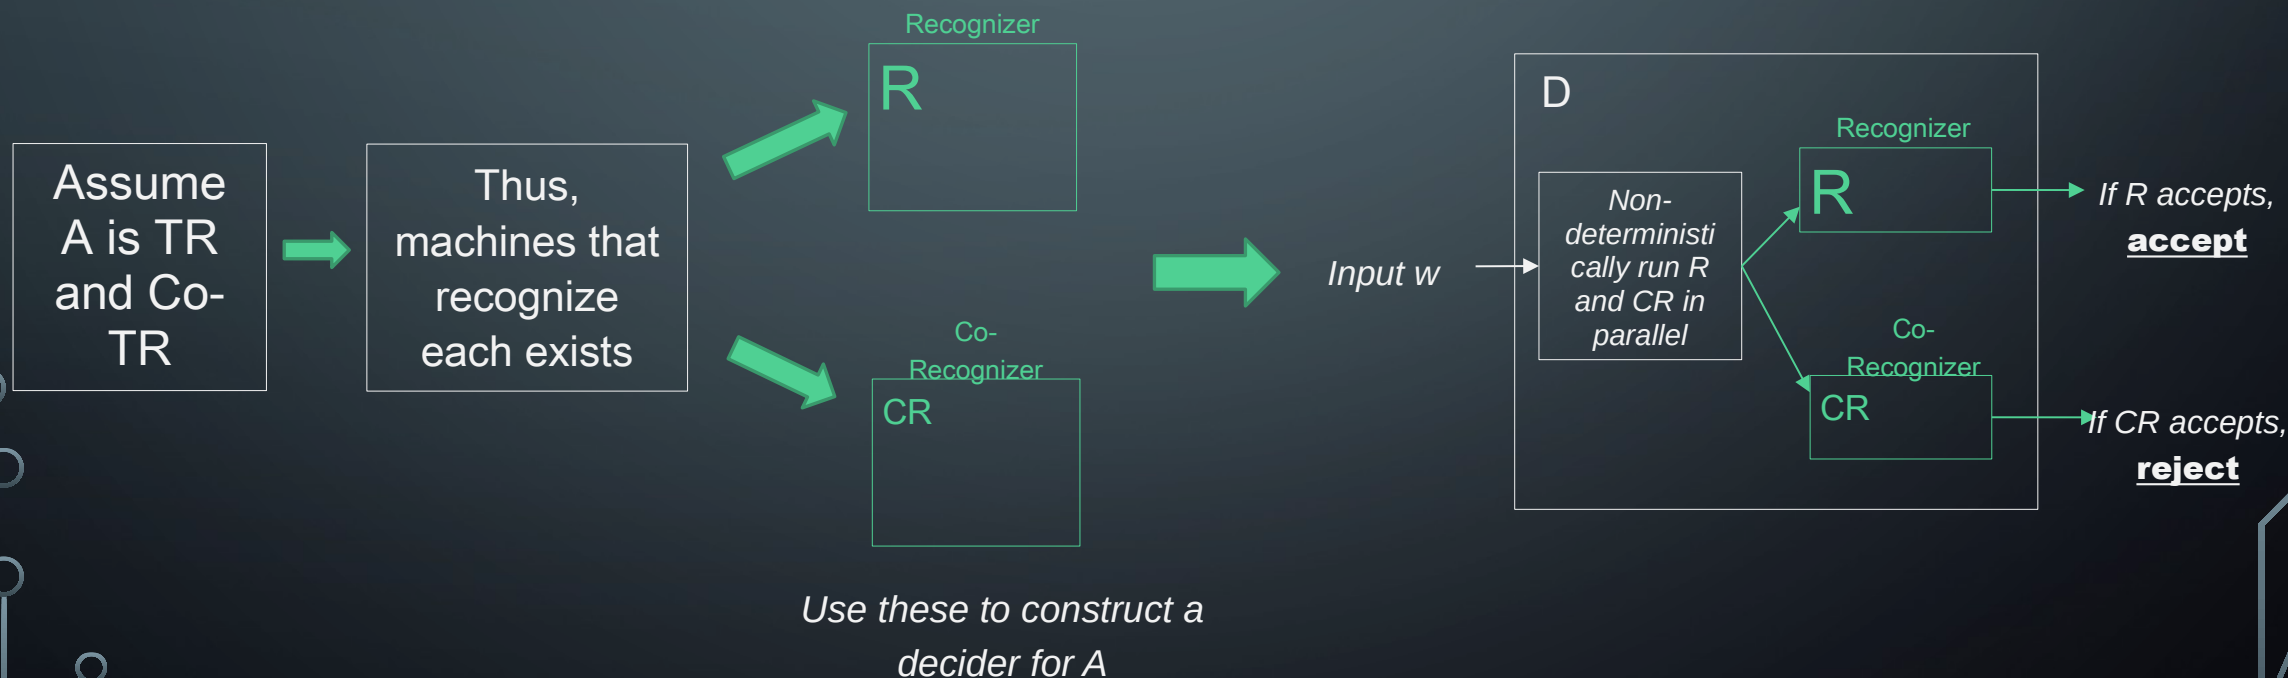 Assume
A is TR
and Co-
TR
Thus,
machines that
recognize
each exists
Recognizer
R
Co-
Recognizer
CR
Use these to construct a
decider for A
Input w
D
Non-
deterministi
cally run R
and CR in
parallel
Recognizer
R
Co-
Recognizer
CR
If R accepts,
accept
If CR accepts,
reject